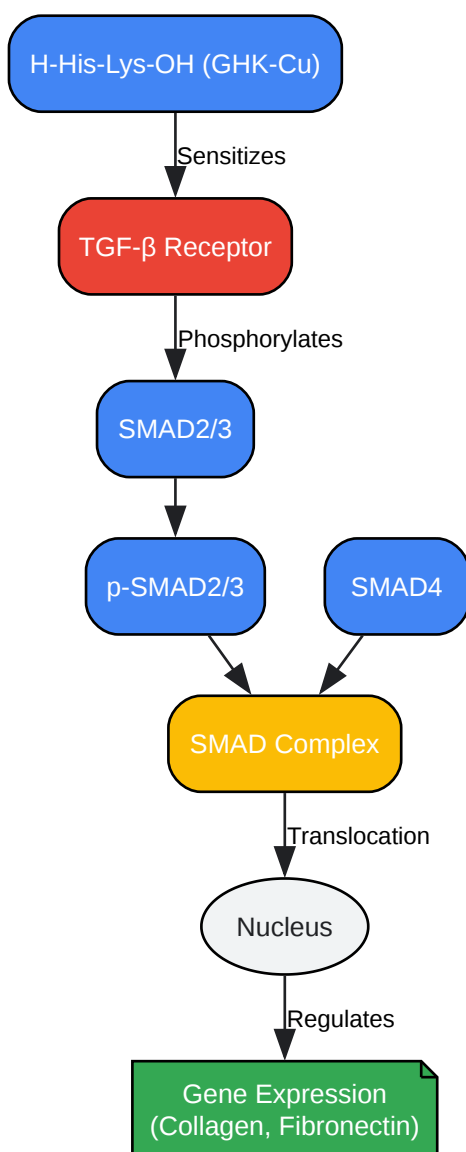 H-His-Lys-OH (GHK-Cu)
Sensitizes
TGF-β Receptor
Phosphorylates
SMAD2/3
p-SMAD2/3
SMAD4
SMAD Complex
Translocation
Nucleus
Regulates
Gene Expression
(Collagen, Fibronectin)